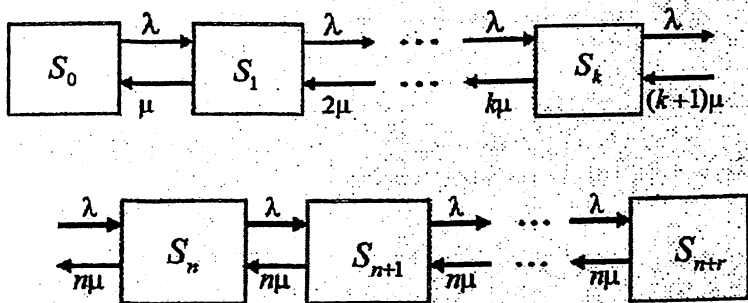 λ λ λ λ
S₀ S₁ ... ... Sₖ
μ 2μ kμ (k+1)μ
λ λ λ λ
Sₙ Sₙ₊₁ ... ... Sₙ₊ᵣ
nμ nμ nμ nμ